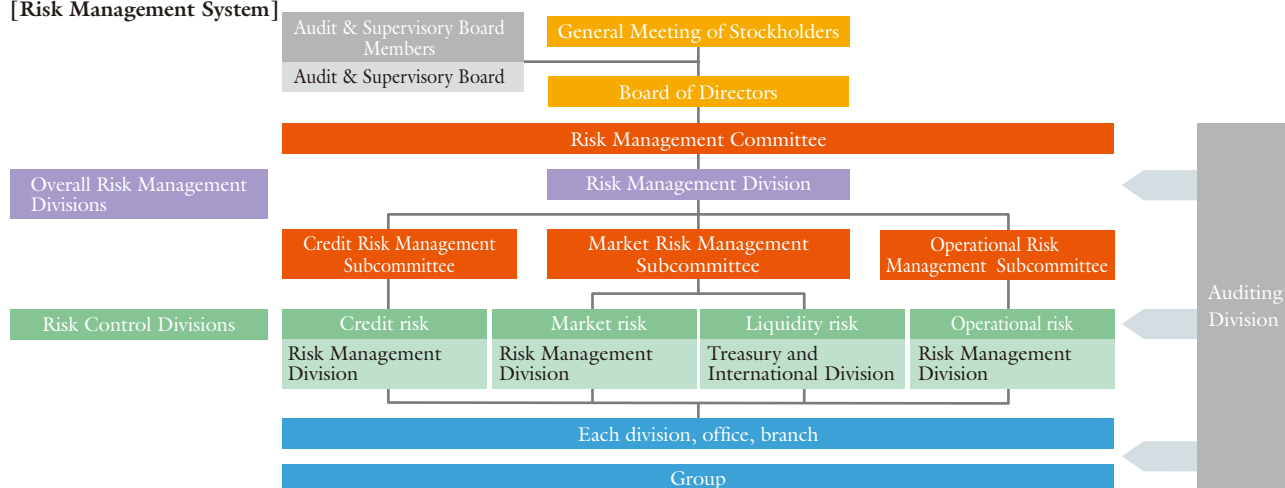 [Risk Management System]
Audit & Supervisory Board
Members
Audit & Supervisory Board
General Meeting of Stockholders
Board of Directors
Risk Management Committee
Overall Risk Management
Divisions
Risk Management Division
Credit Risk Management
Subcommittee
Market Risk Management
Subcommittee
Operational Risk
Management Subcommittee
Auditing
Division
Risk Control Divisions
Credit risk
Risk Management
Division
Market risk
Risk Management
Division
Liquidity risk
Treasury and
International Division
Operational risk
Risk Management
Division
Each division, office, branch
Group